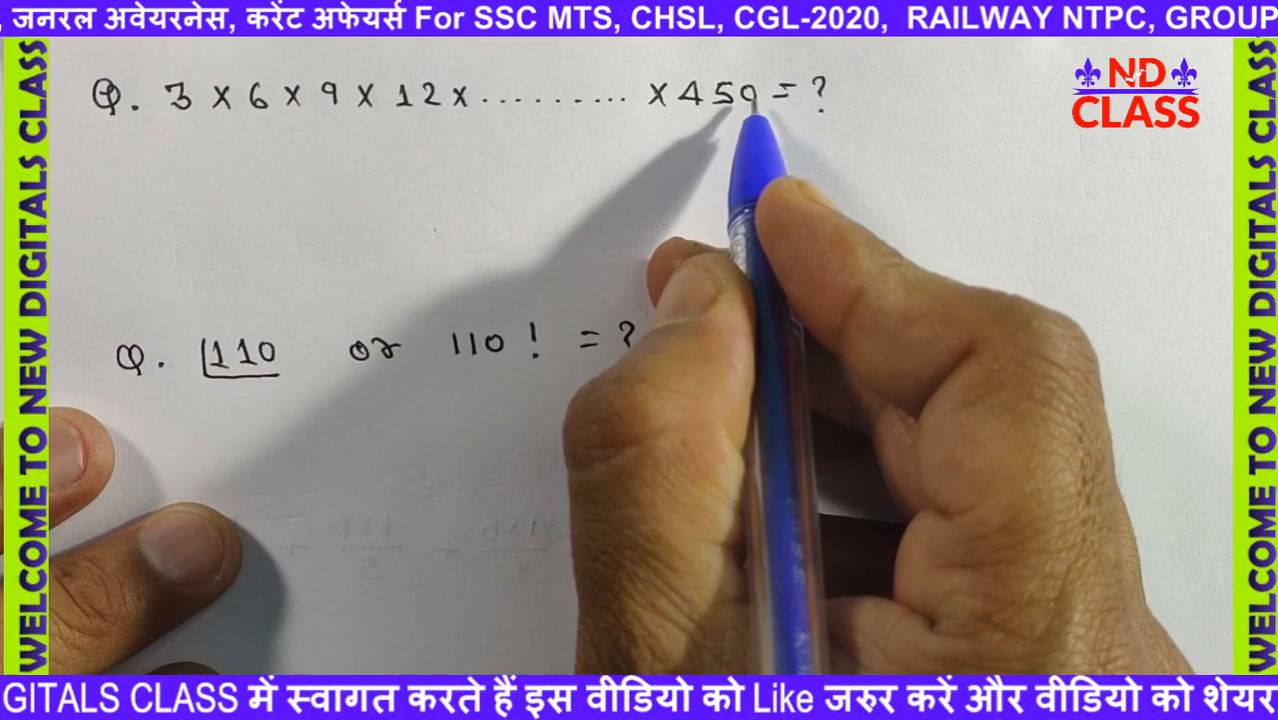 , जनरल अवेयरनेस, करेंट अफेयर्स For SSC MTS, CHSL, CGL-2020, RAILWAY NTPC, GROUP
WELCOME TO NEW DIGITALS CLASS
ND
CLASS
Q. 3 × 6 × 9 × 12 × ......... × 459 = ?
Q. |110 or 110 ! = ?
WELCOME TO NEW DIGITALS CLASS
GITALS CLASS में स्वागत करते हैं इस वीडियो को Like जरुर करें और वीडियो को शेयर